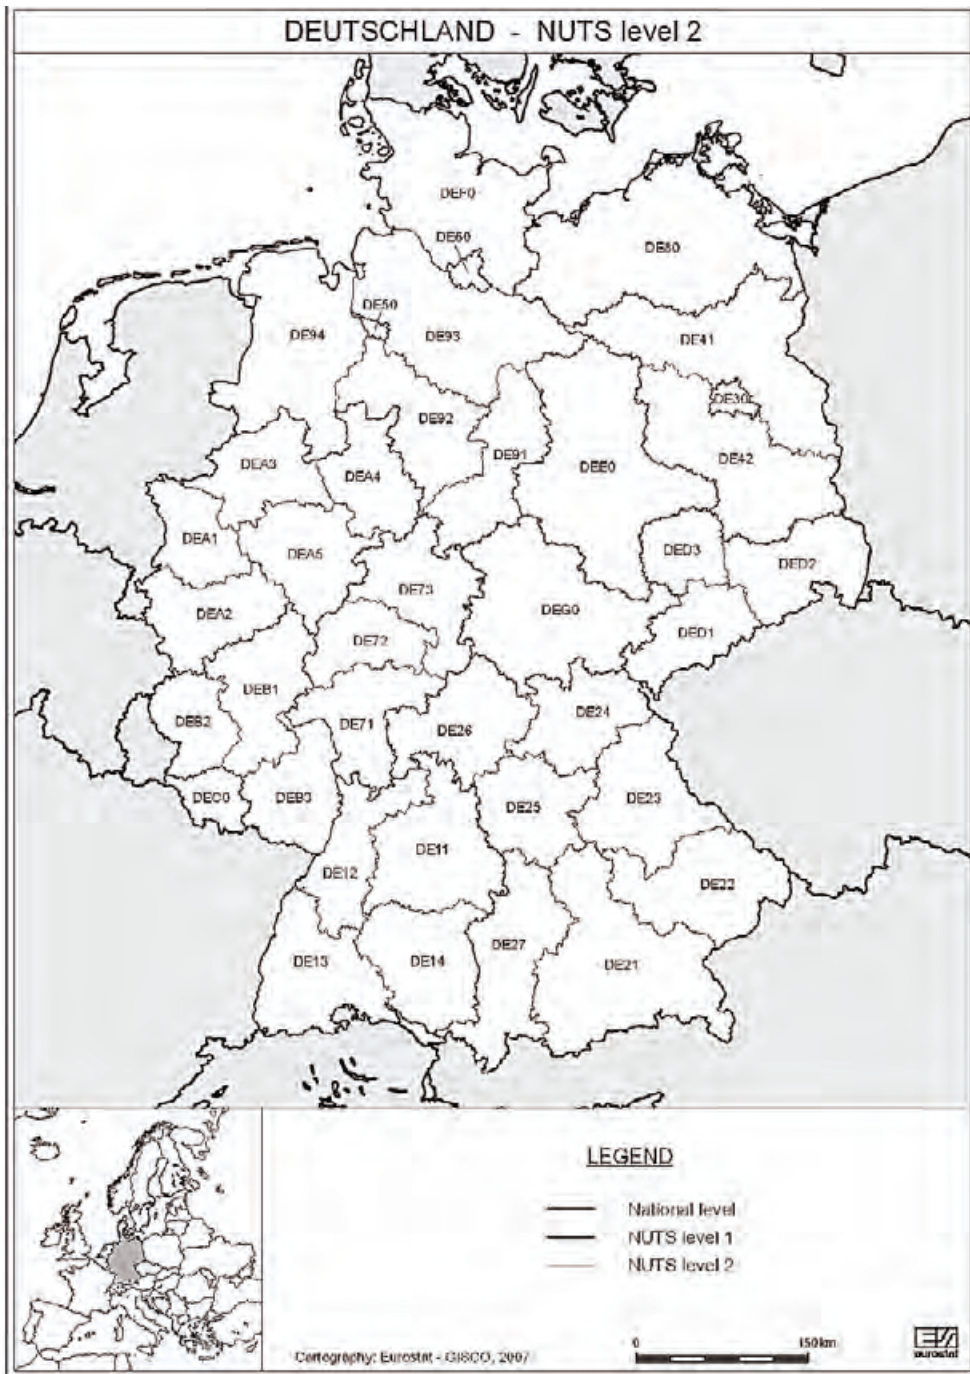 DEUTSCHLAND - NUTS level 2
DEF0
DE60
DE80
DE50
DE94
DE93
DE41
DE30
DE92
DE91
DEE0
DE42
DEA3
DEA4
DEA1
DEA5
DED3
DED2
DE73
DEA2
DEG0
DED1
DE72
DEB1
DEB2
DE71
DE26
DE24
DEC0
DEB3
DE25
DE23
DE12
DE11
DE22
DE13
DE14
DE27
DE21
LEGEND
National level
NUTS level 1
NUTS level 2
0 150 km
Cartography: Eurostat - GISCO, 2007
eurostat